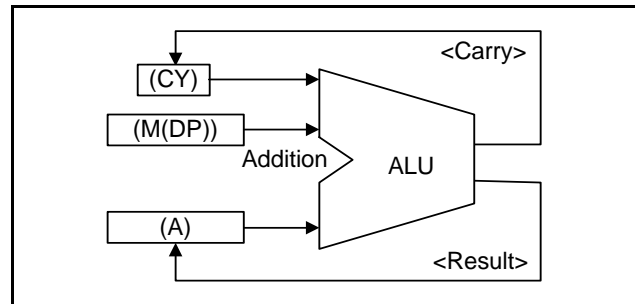 <Carry>
(CY)
(M(DP))
Addition
ALU
(A)
<Result>